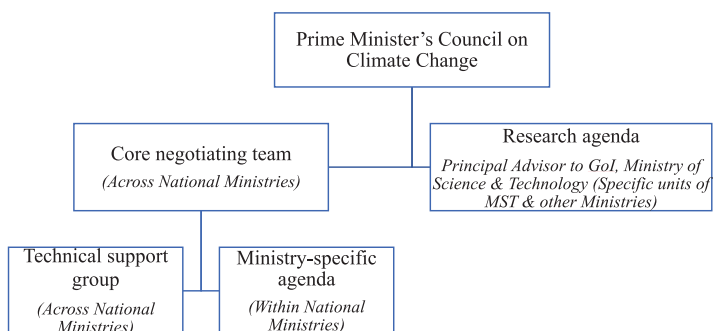 Prime Minister’s Council on
Climate Change
Core negotiating team
(Across National Ministries)
Research agenda
Principal Advisor to GoI, Ministry of
Science & Technology (Specific units of
MST & other Ministries)
Technical support
group
(Across National
Ministries)
Ministry-specific
agenda
(Within National
Ministries)